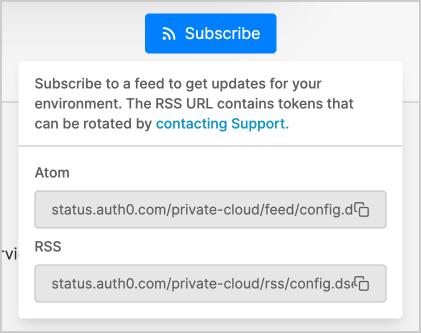 Subscribe
Subscribe to a feed to get updates for your
environment. The RSS URL contains tokens that
can be rotated by contacting Support.
Atom
status.auth0.com/private-cloud/feed/config.d
RSS
status.auth0.com/private-cloud/rss/config.ds